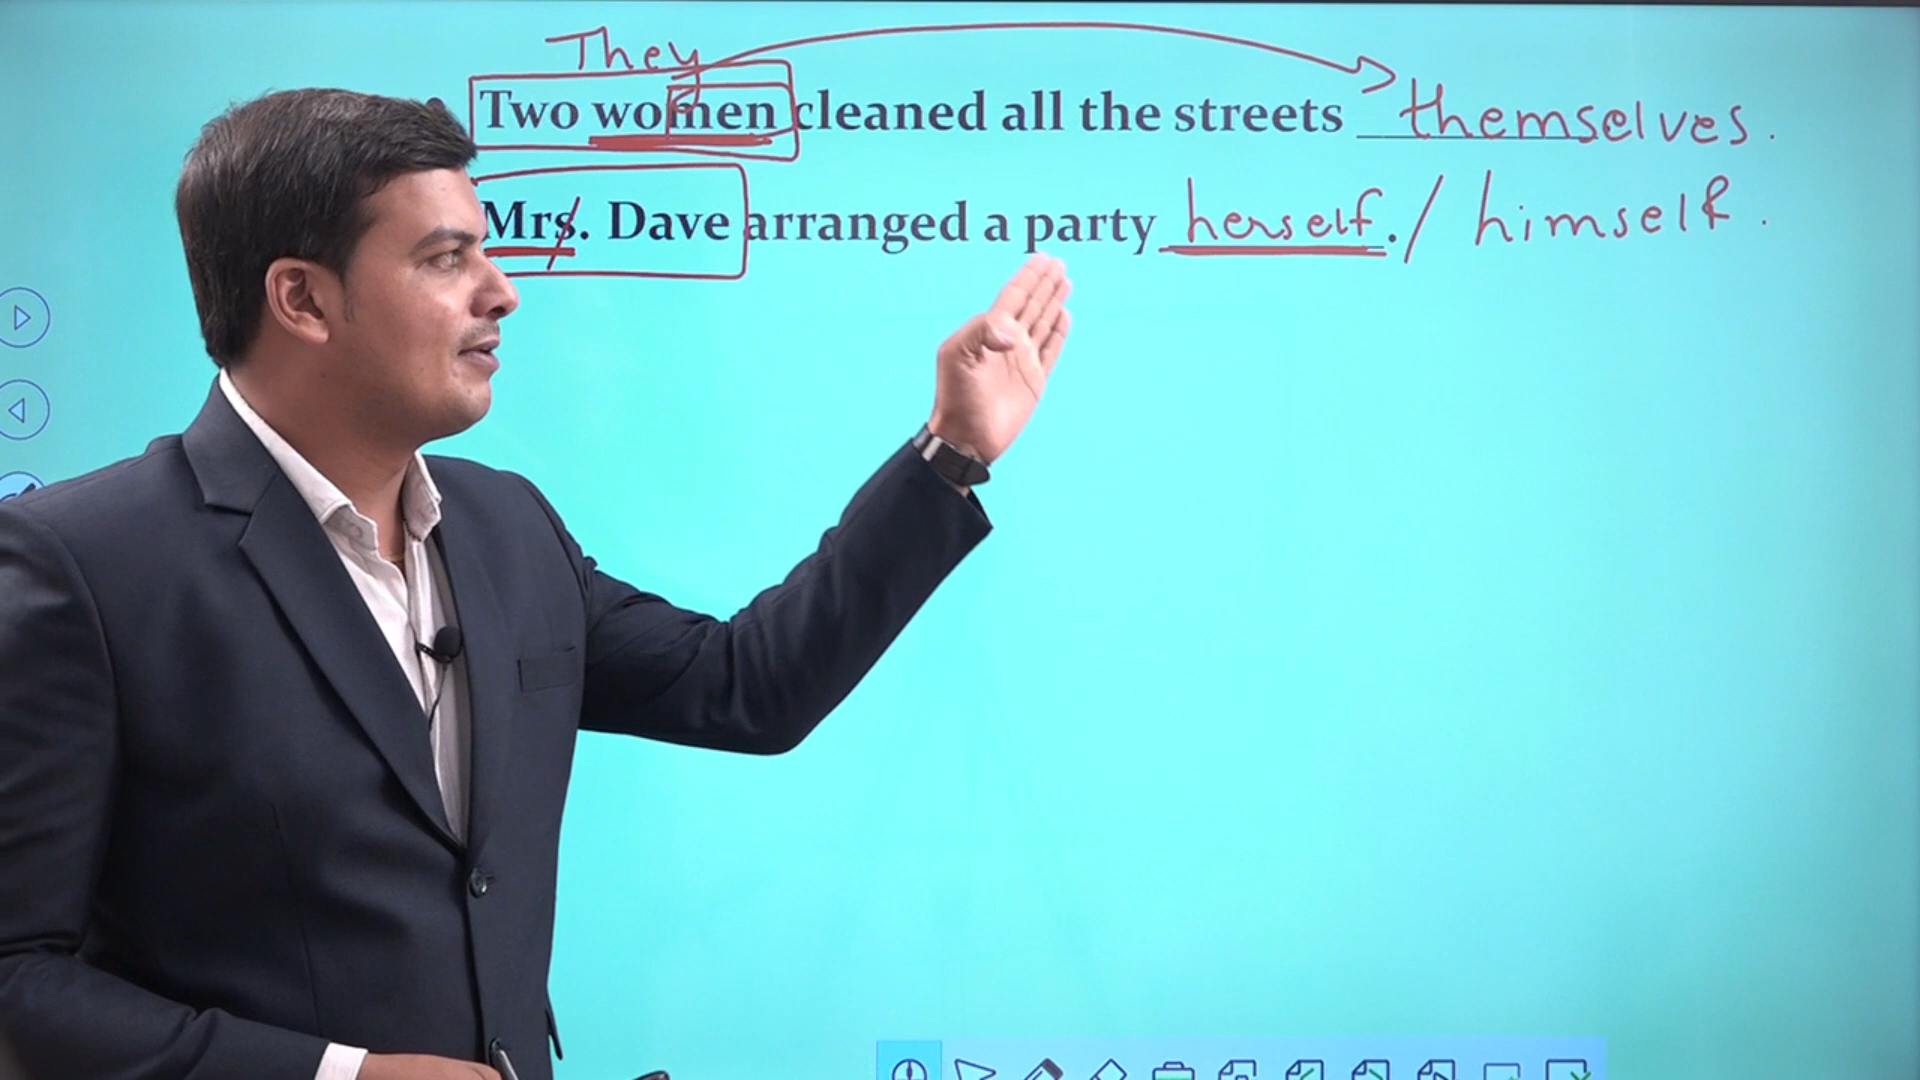 They
Two women cleaned all the streets themselves.
Mrs. Dave arranged a party herself. / himself.